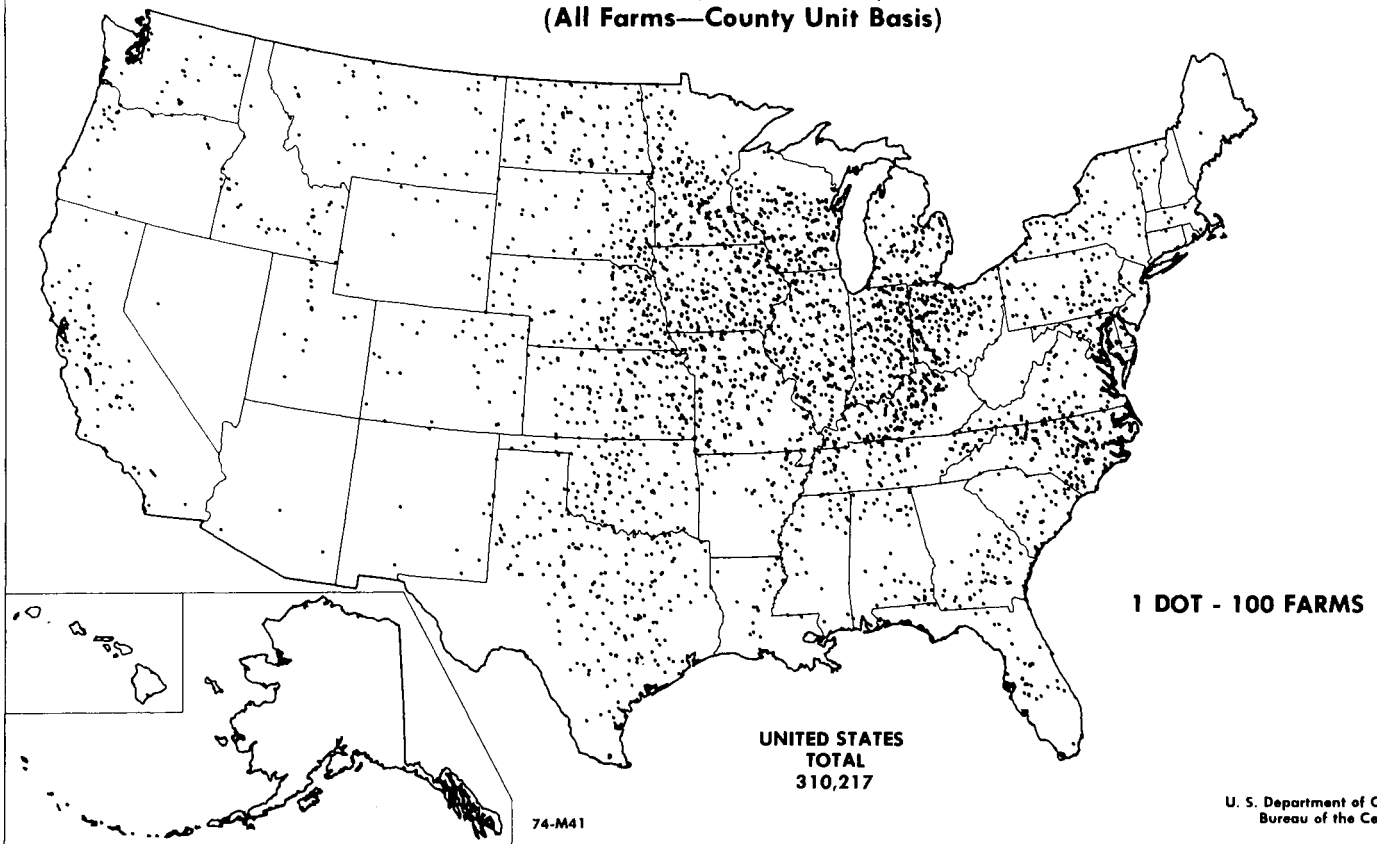 (All Farms—County Unit Basis)
1 DOT - 100 FARMS
UNITED STATES
TOTAL
310,217
74-M41
U. S. Department of
Bureau of the